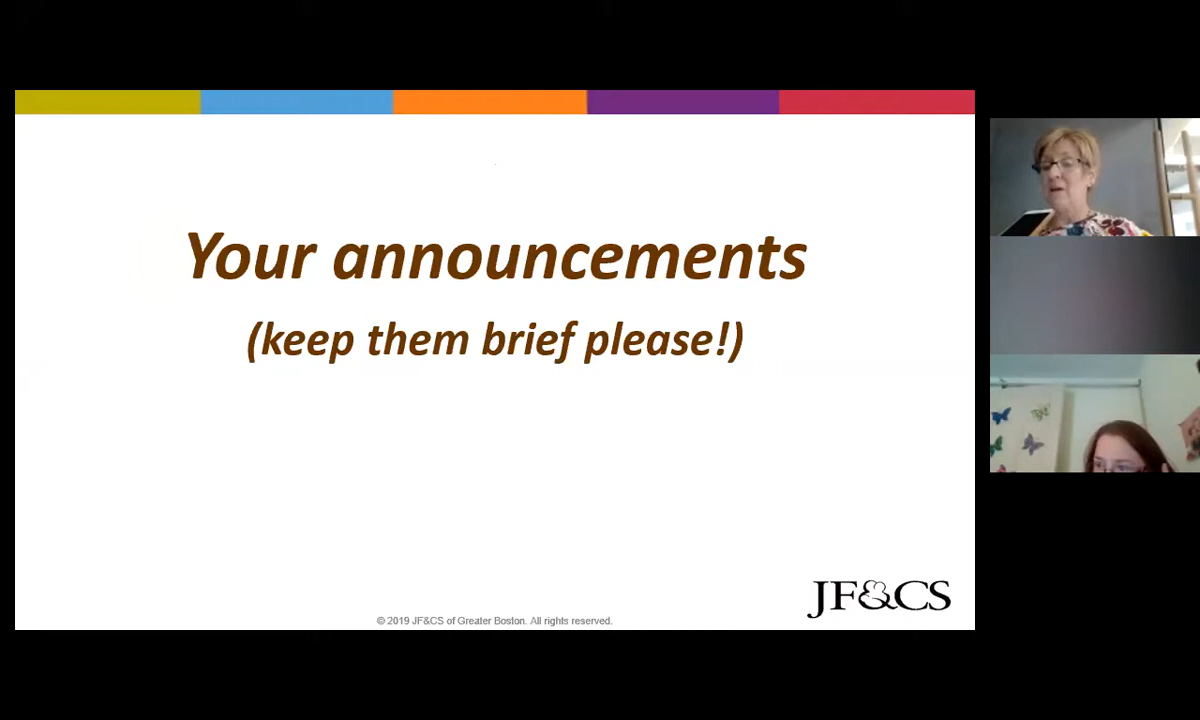 Your announcements
(keep them brief please!)
JF&CS
© 2019 JF&CS of Greater Boston. All rights reserved.